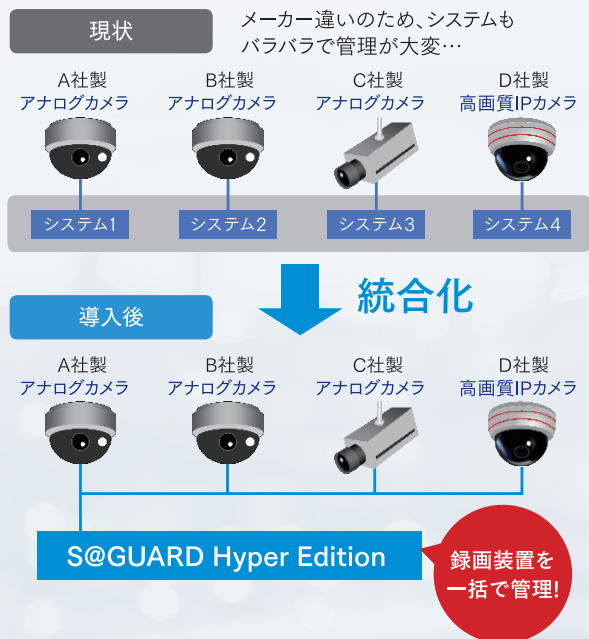 現状
メーカー違いのため、システムも
バラバラで管理が大変…
A社製
アナログカメラ
B社製
アナログカメラ
C社製
アナログカメラ
D社製
高画質IPカメラ
システム1
システム2
システム3
システム4
統合化
導入後
A社製
アナログカメラ
B社製
アナログカメラ
C社製
アナログカメラ
D社製
高画質IPカメラ
S@GUARD Hyper Edition
録画装置を
一括で管理!